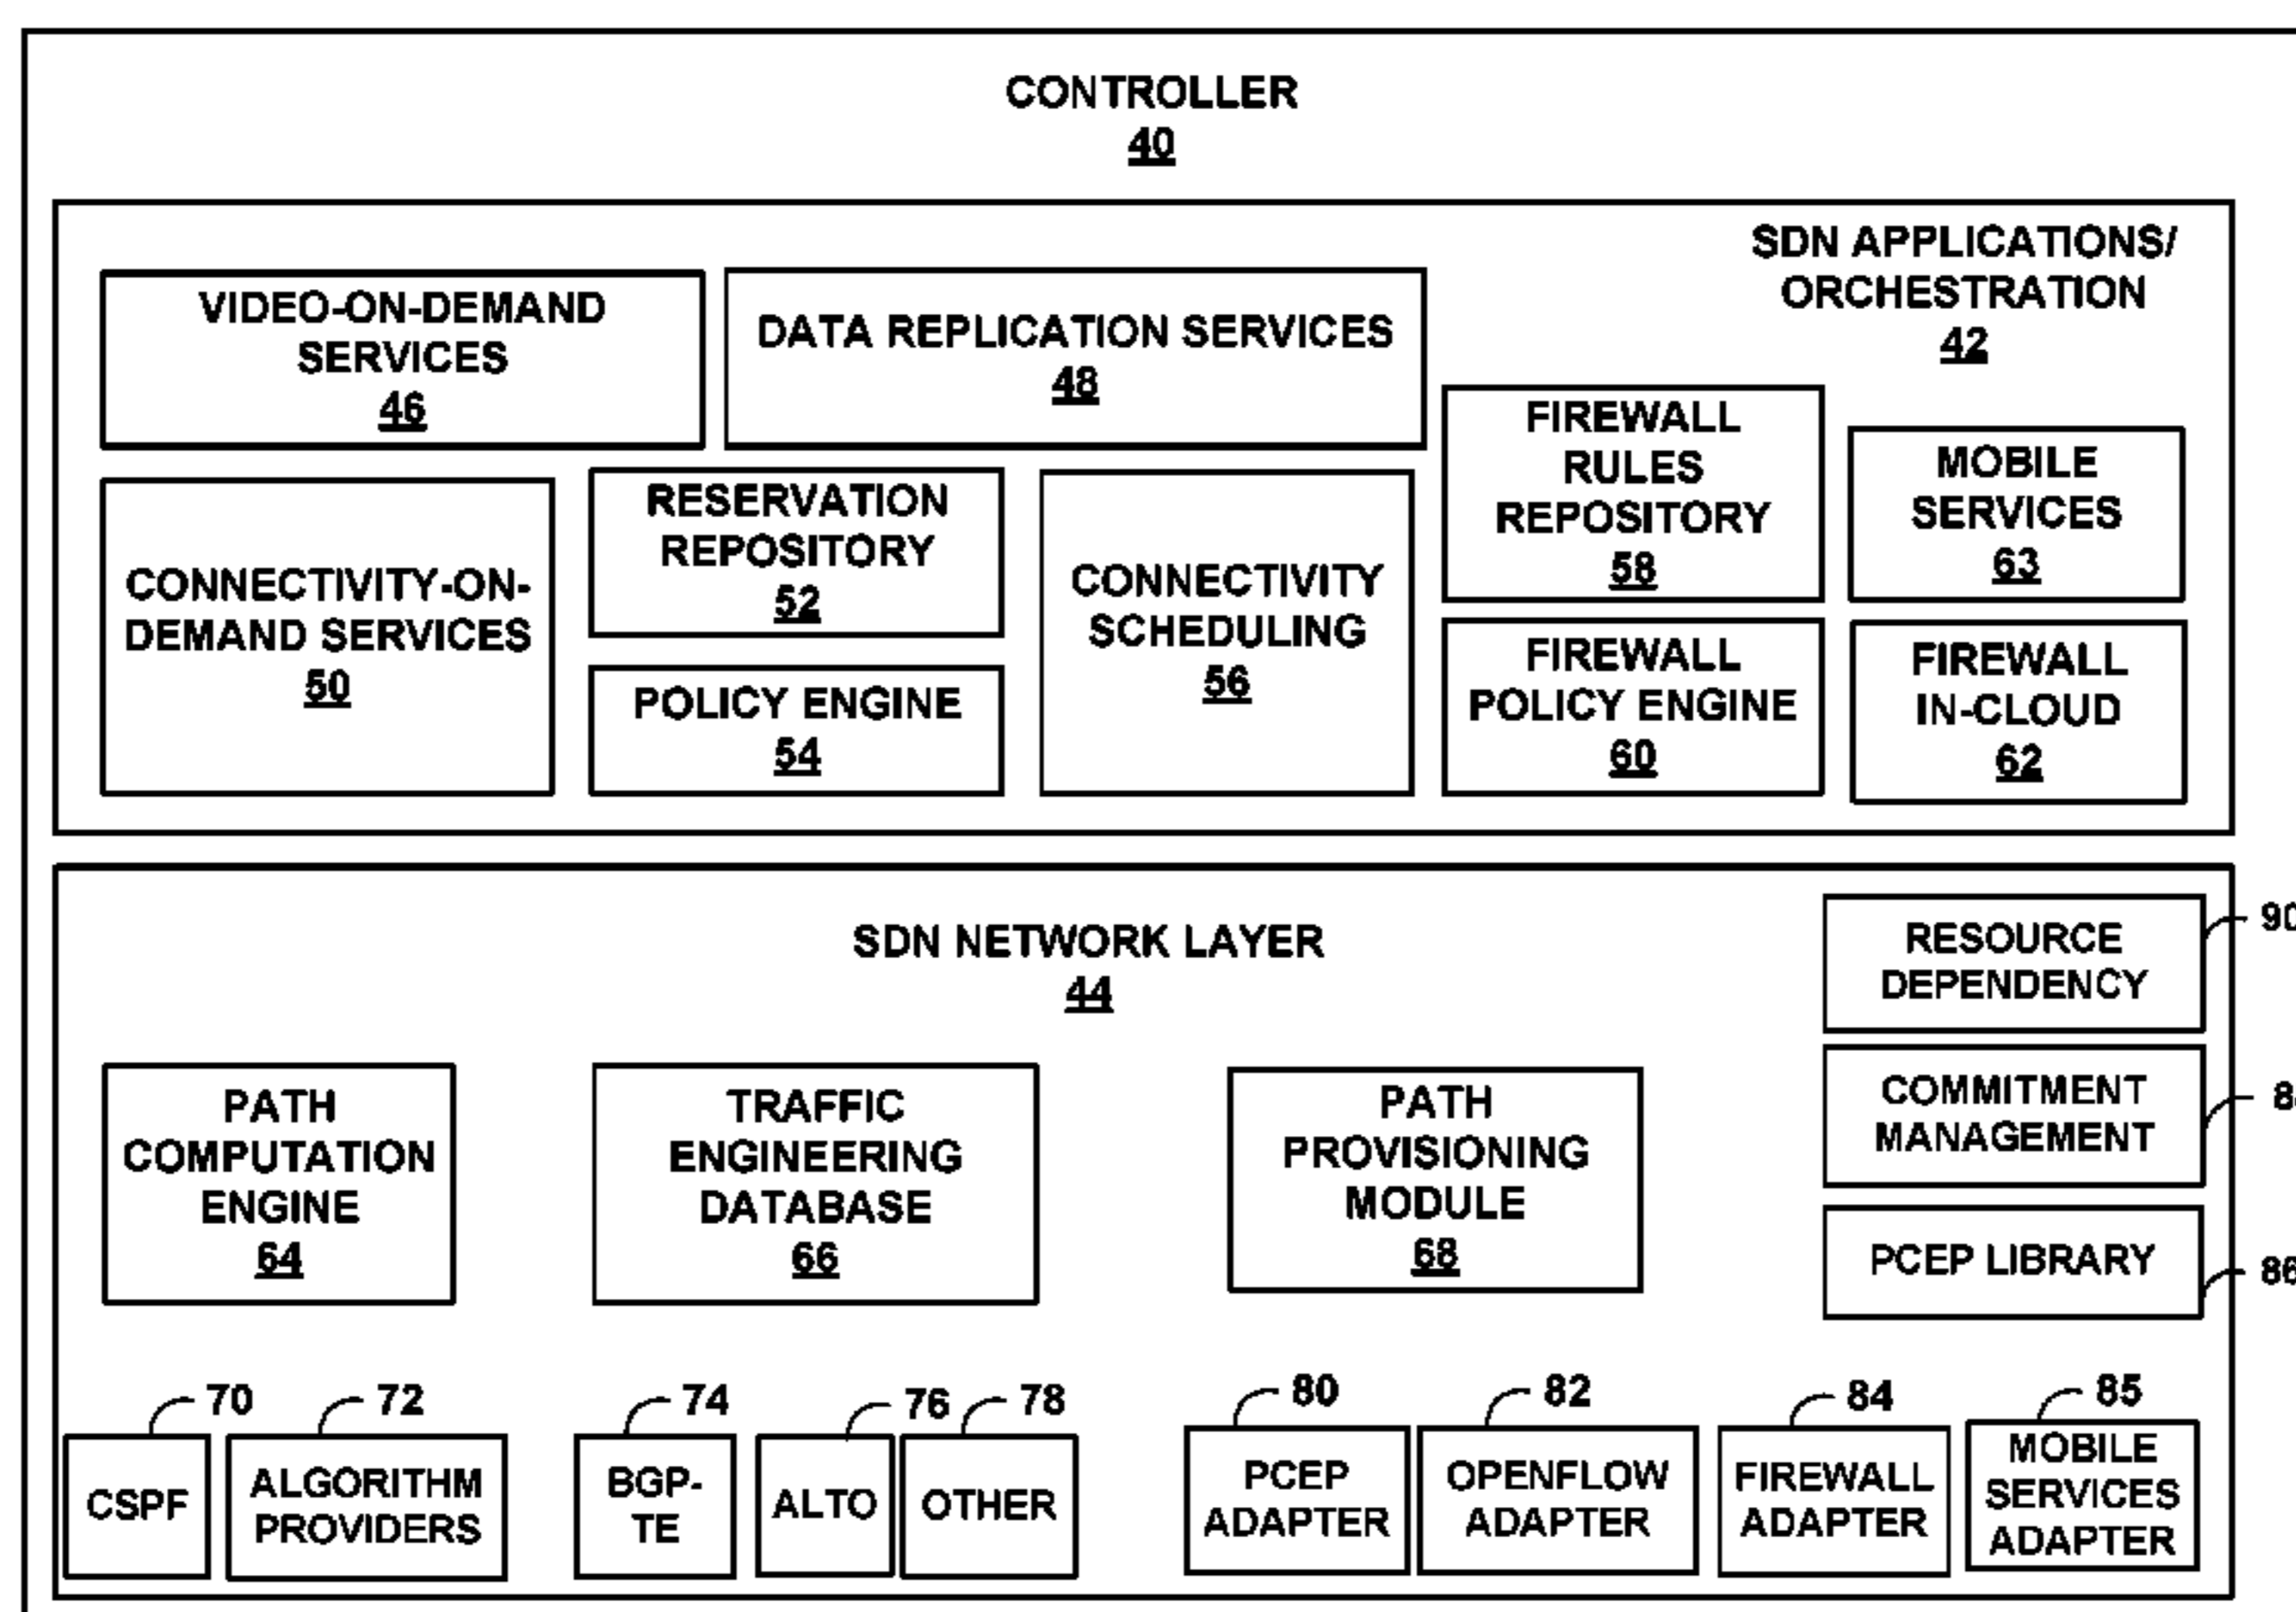 CONTROLLER
40
SDN APPLICATIONS/
ORCHESTRATION
42
VIDEO-ON-DEMAND
SERVICES
46
DATA REPLICATION SERVICES
48
FIREWALL
RULES
REPOSITORY
58
MOBILE
SERVICES
63
CONNECTIVITY-ON-
DEMAND SERVICES
50
RESERVATION
REPOSITORY
52
POLICY ENGINE
54
CONNECTIVITY
SCHEDULING
56
FIREWALL
POLICY ENGINE
60
FIREWALL
IN-CLOUD
62
SDN NETWORK LAYER
44
RESOURCE
DEPENDENCY
90
COMMITMENT
MANAGEMENT
PCEP LIBRARY
86
PATH
COMPUTATION
ENGINE
64
TRAFFIC
ENGINEERING
DATABASE
66
PATH
PROVISIONING
MODULE
68
70
CSPF
72
ALGORITHM
PROVIDERS
74
BGP-
TE
76
ALTO
78
OTHER
80
PCEP
ADAPTER
82
OPENFLOW
ADAPTER
84
FIREWALL
ADAPTER
85
MOBILE
SERVICES
ADAPTER